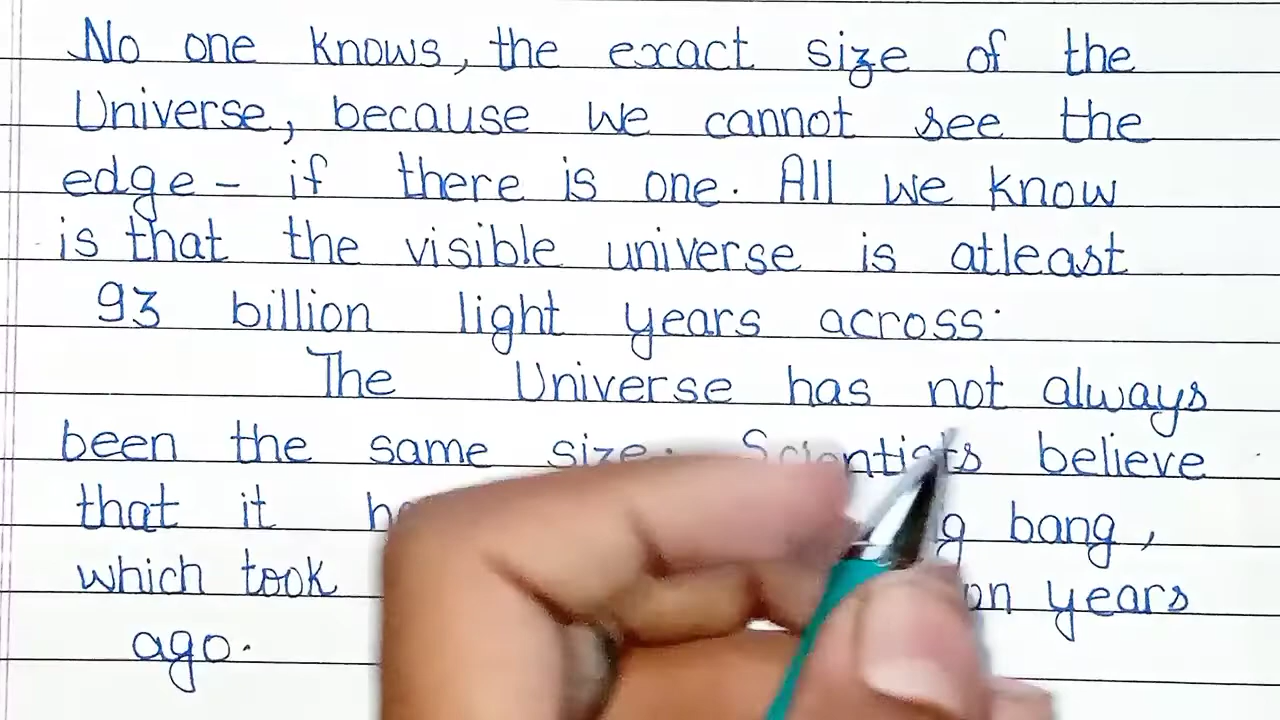 No one knows, the exact size of the
Universe, because we cannot see the
edge - if there is one. All we know
is that the visible universe is atleast
93 billion light years across.
The Universe has not always
been the same size. Scientists believe
that it bang,
which took years
ago.